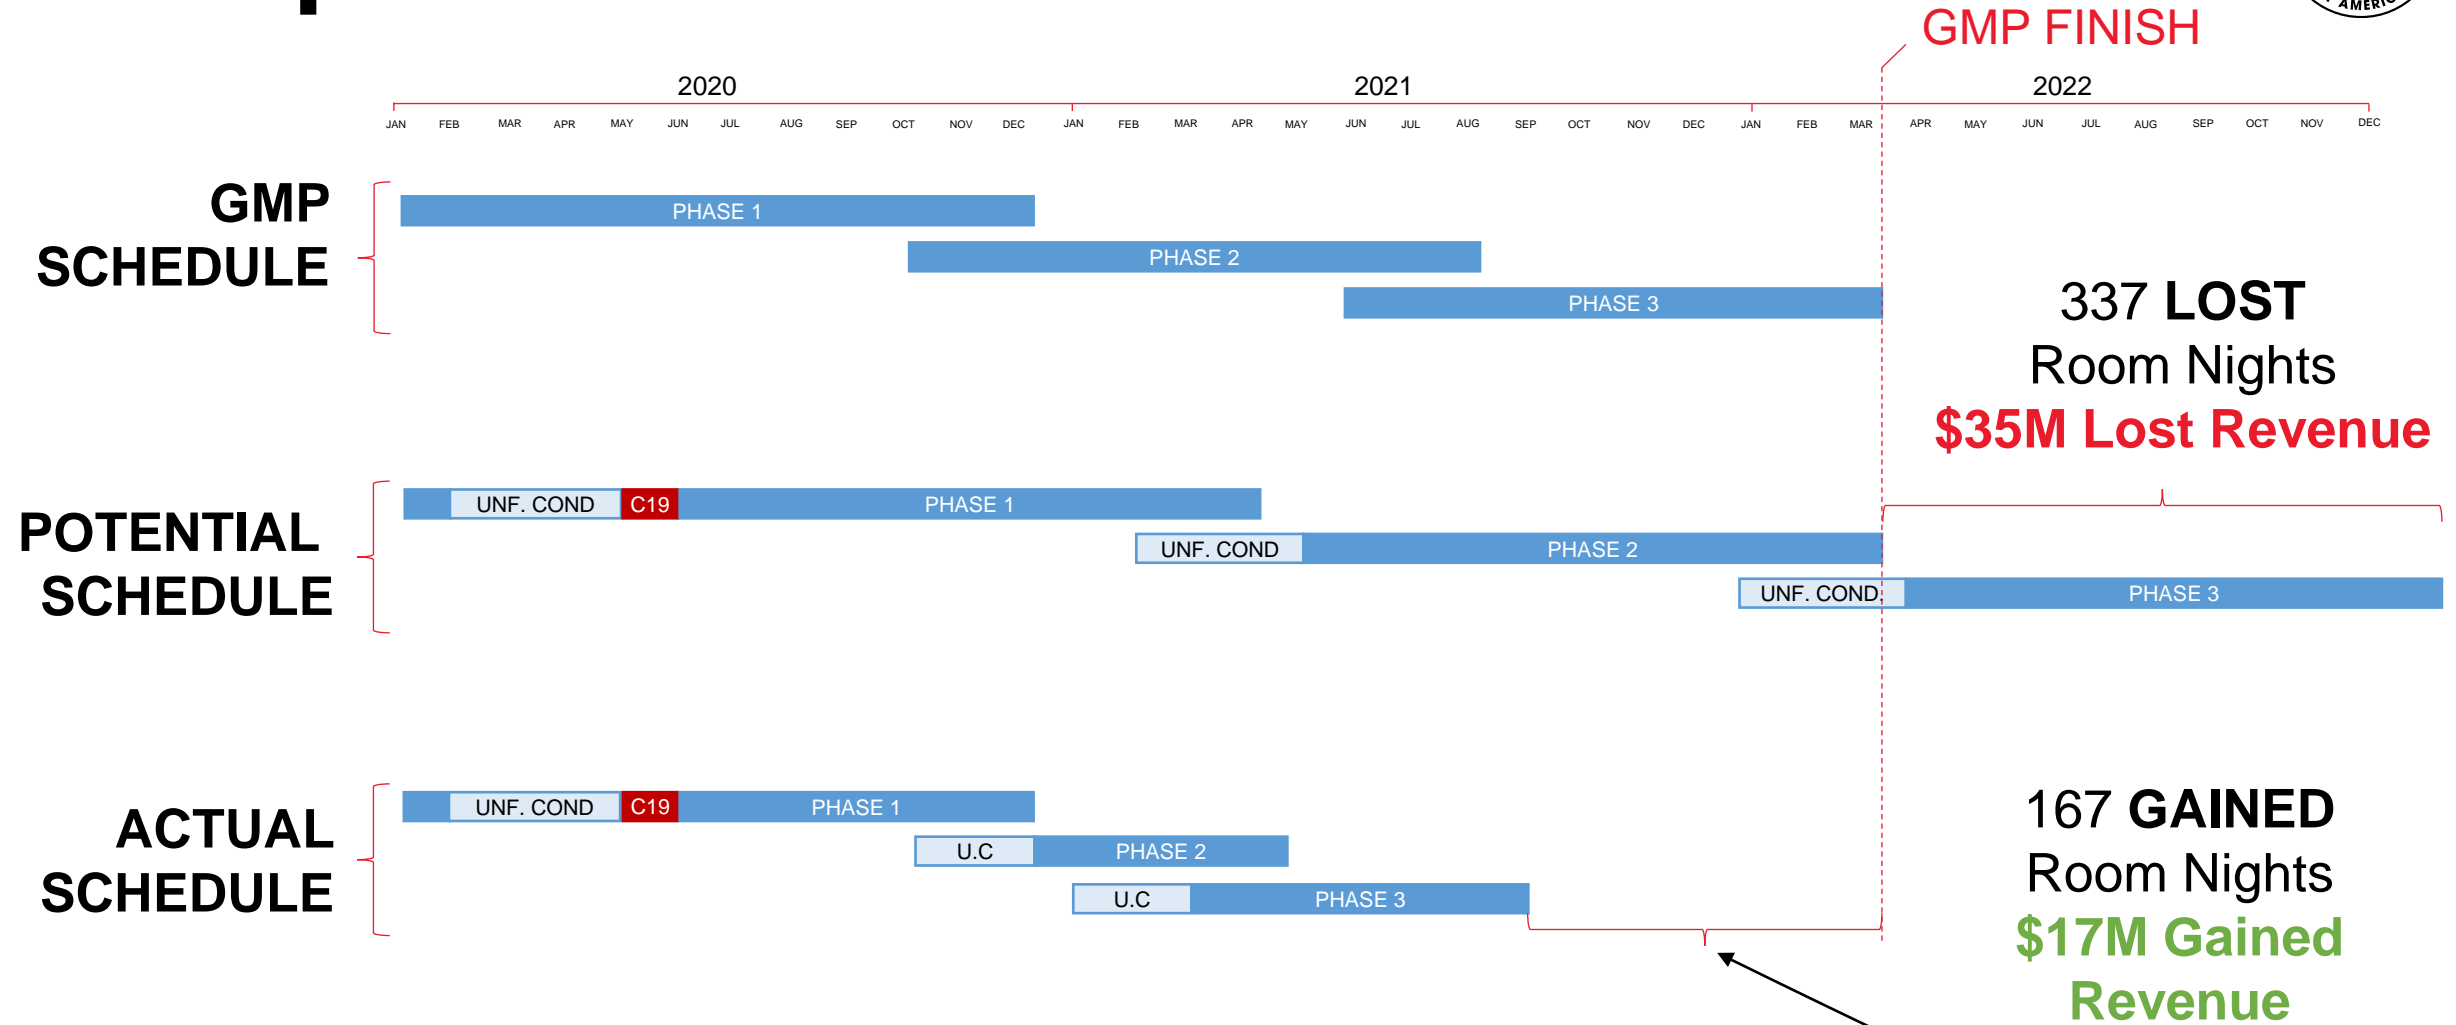 AMERIC
GMP FINISH
2020 2021 2022
JAN FEB MAR APR MAY JUN JUL AUG SEP OCT NOV DEC JAN FEB MAR APR MAY JUN JUL AUG SEP OCT NOV DEC JAN FEB MAR APR MAY JUN JUL AUG SEP OCT NOV DEC
GMP
SCHEDULE
PHASE 1
PHASE 2
PHASE 3
337 LOST
Room Nights
$35M Lost Revenue
POTENTIAL
SCHEDULE
UNF. COND C19 PHASE 1
UNF. COND PHASE 2
UNF. COND. PHASE 3
ACTUAL
SCHEDULE
UNF. COND C19 PHASE 1
U.C PHASE 2
U.C PHASE 3
167 GAINED
Room Nights
$17M Gained
Revenue